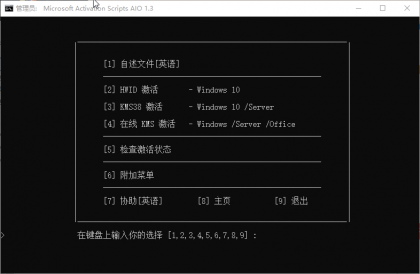 管理员: Microsoft Activation Scripts AIO 1.3
[1] 自述文件[英语]
[2] HWID 激活 - Windows 10
[3] KMS38 激活 - Windows 10 /Server
[4] 在线 KMS 激活 - Windows /Server /Office
[5] 检查激活状态
[6] 附加菜单
[7] 协助[英语] [8] 主页 [9] 退出
在键盘上输入你的选择 [1,2,3,4,5,6,7,8,9] :